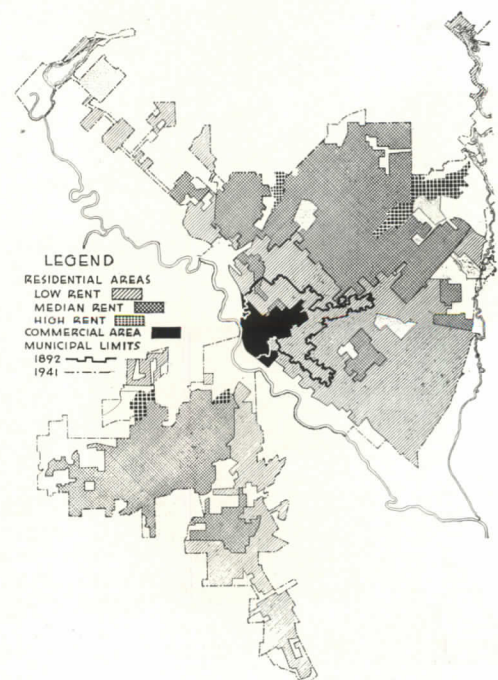 LEGEND
RESIDENTIAL AREAS
LOW RENT
MEDIAN RENT
HIGH RENT
COMMERCIAL AREA
MUNICIPAL LIMITS
1892
1941